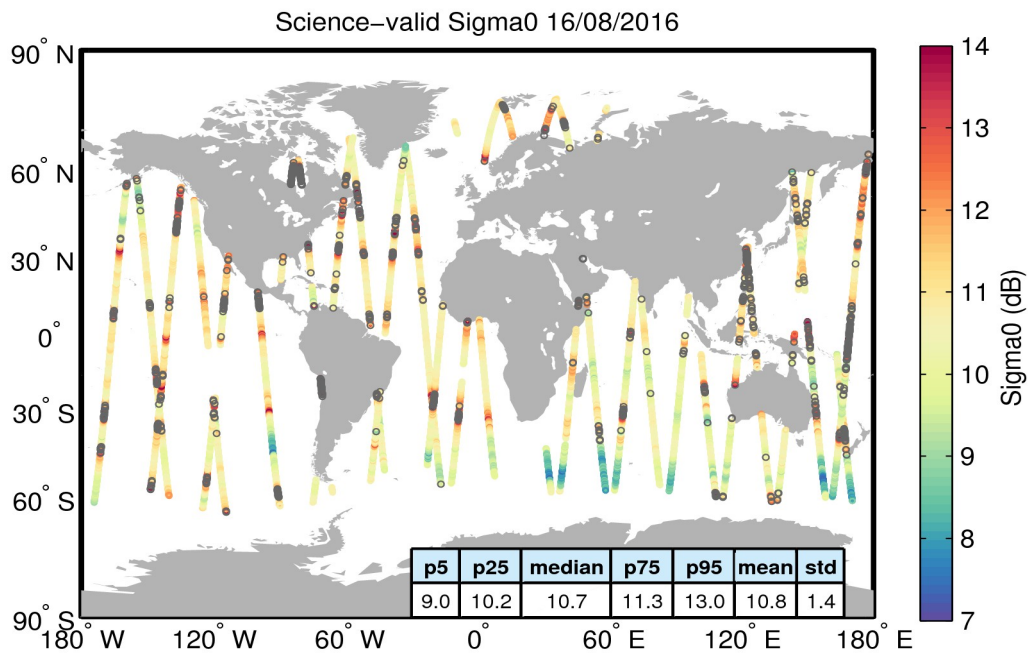 Science−valid Sigma0 16/08/2016
90° N
60° N
30° N
0°
30° S
60° S
90° S
180° W
120° W
60° W
0°
60° E
120° E
180° E
p5 p25 median p75 p95 mean std
9.0 10.2 10.7 11.3 13.0 10.8 1.4
14
13
12
11
10
9
8
7
Sigma0 (dB)